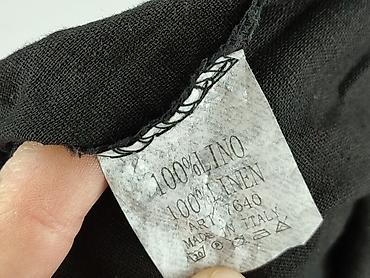 100%LINO
100%LINEN
ART. 7640
MADE IN ITALY